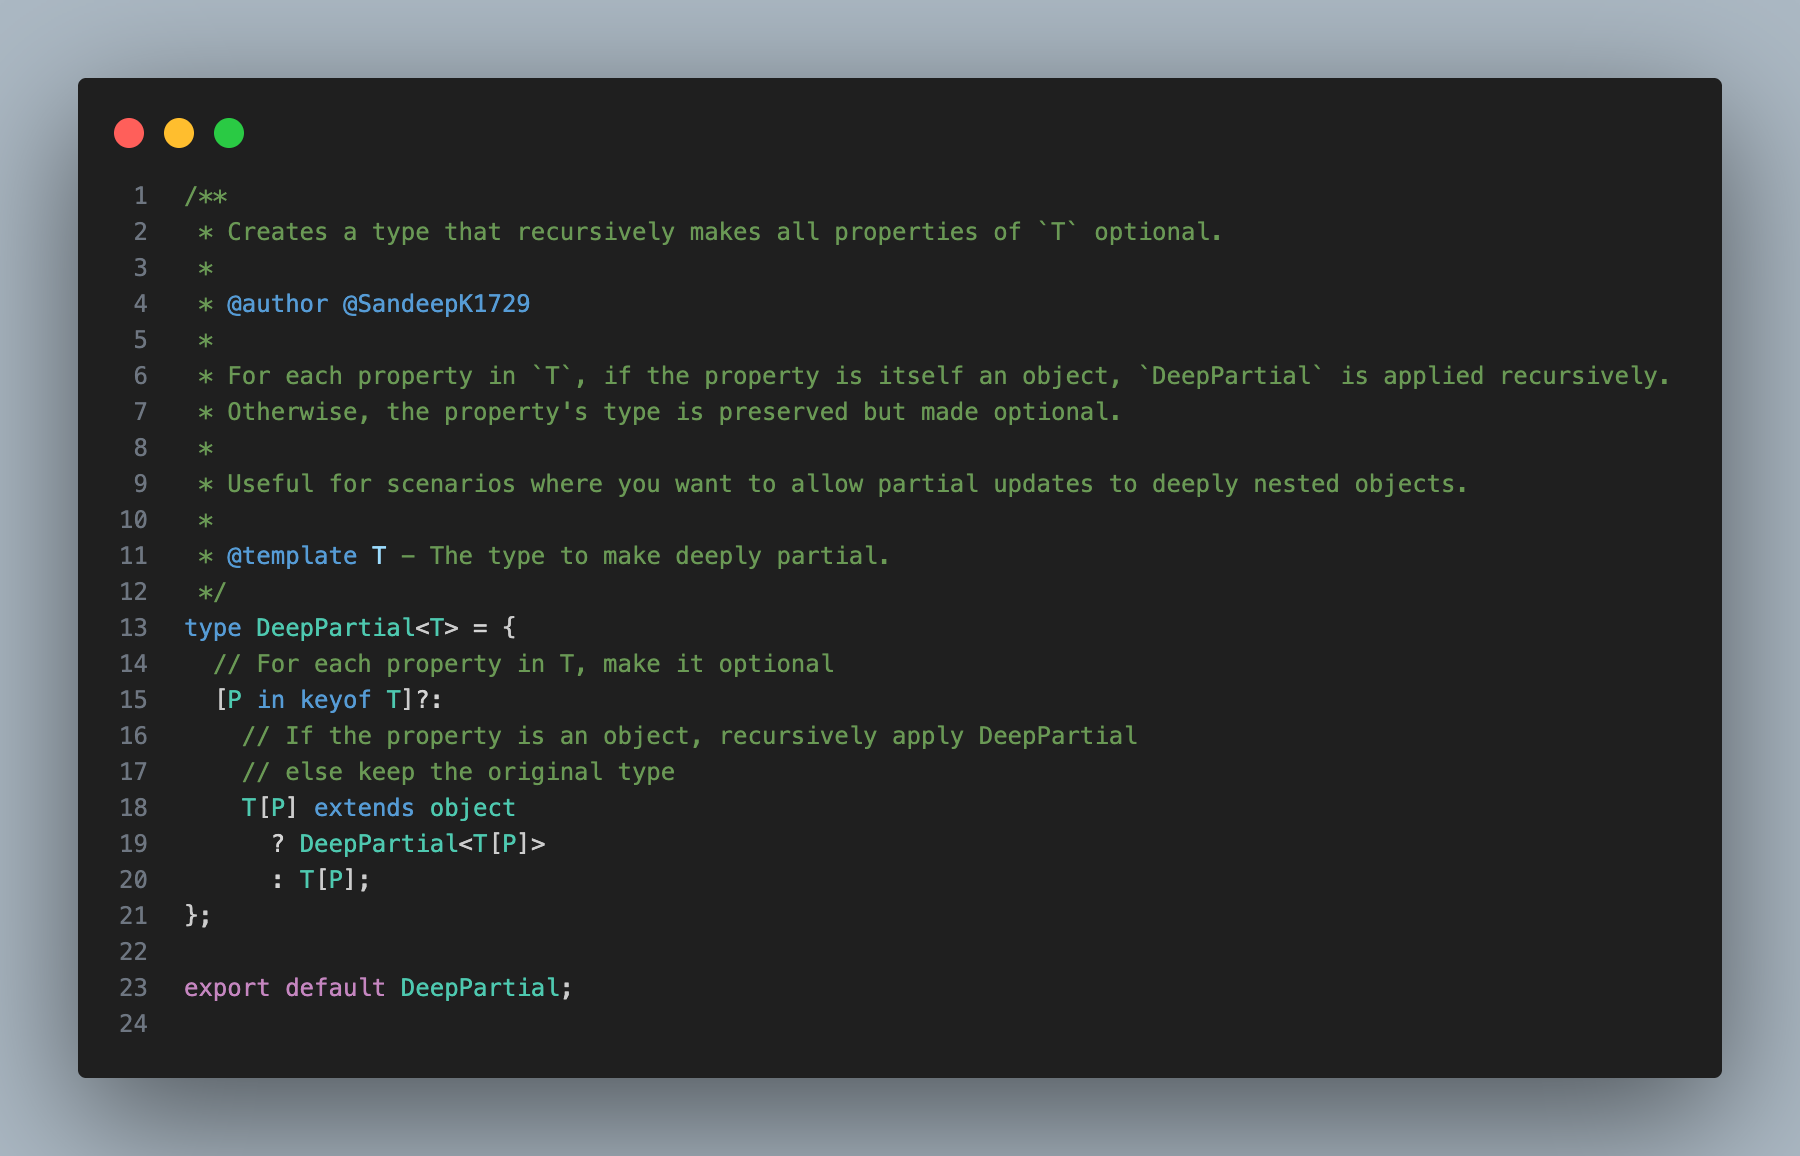 1 /**
2  * Creates a type that recursively makes all properties of `T` optional.
3  *
4  * @author @SandeepK1729
5  *
6  * For each property in `T`, if the property is itself an object, `DeepPartial` is applied recursively.
7  * Otherwise, the property's type is preserved but made optional.
8  *
9  * Useful for scenarios where you want to allow partial updates to deeply nested objects.
10  *
11  * @template T - The type to make deeply partial.
12  */
13 type DeepPartial<T> = {
14   // For each property in T, make it optional
15   [P in keyof T]?:
16     // If the property is an object, recursively apply DeepPartial
17     // else keep the original type
18     T[P] extends object
19       ? DeepPartial<T[P]>
20       : T[P];
21 };
22
23 export default DeepPartial;
24